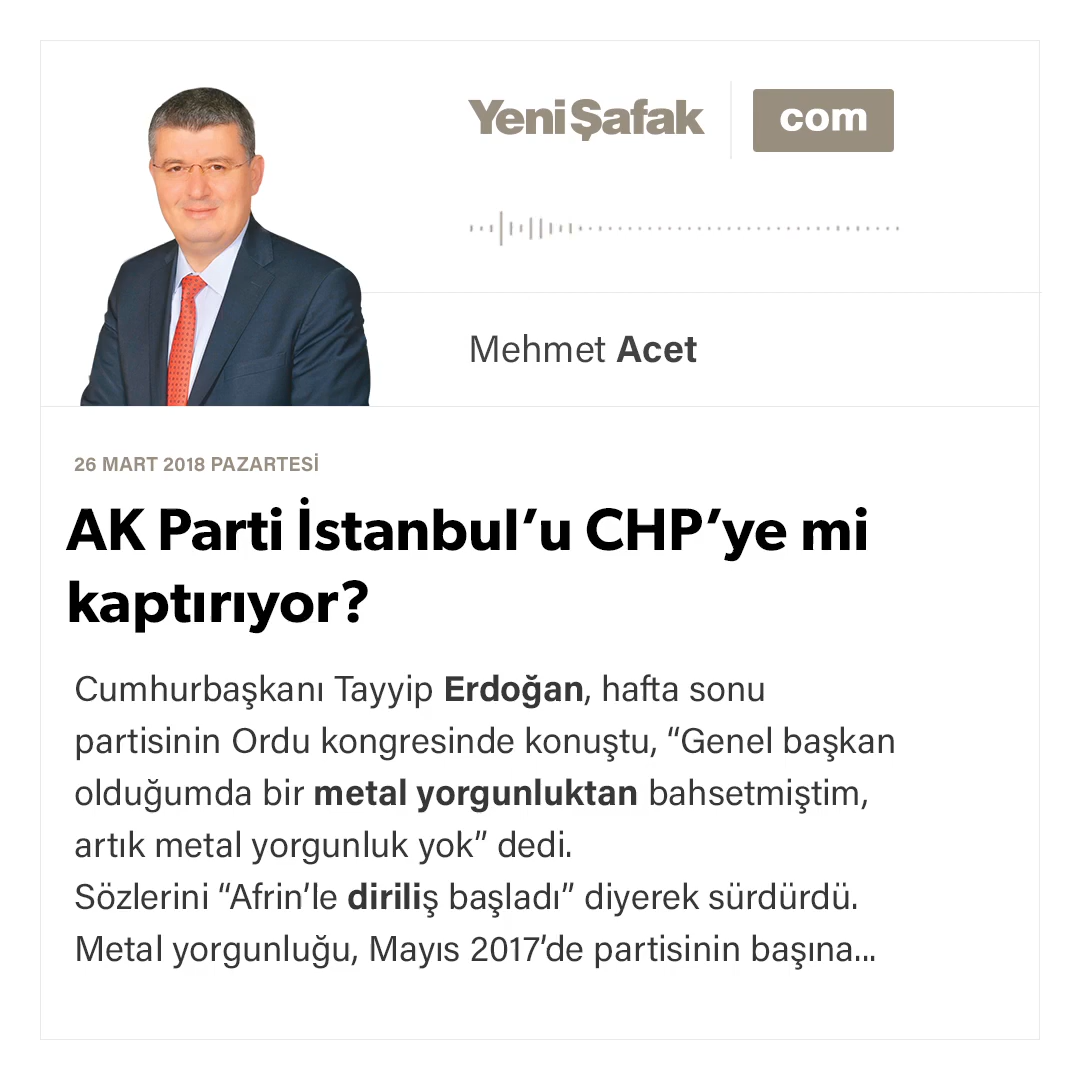 YeniŞafak com
Mehmet Acet
26 MART 2018 PAZARTESİ
AK Parti İstanbul’u CHP’ye mi
kaptırıyor?
Cumhurbaşkanı Tayyip Erdoğan, hafta sonu
partisinin Ordu kongresinde konuştu, “Genel başkan
olduğumda bir metal yorgunluktan bahsetmiştim,
artık metal yorgunluk yok” dedi.
Sözlerini “Afrin’le diriliş başladı” diyerek sürdürdü.
Metal yorgunluğu, Mayıs 2017’de partisinin başına...